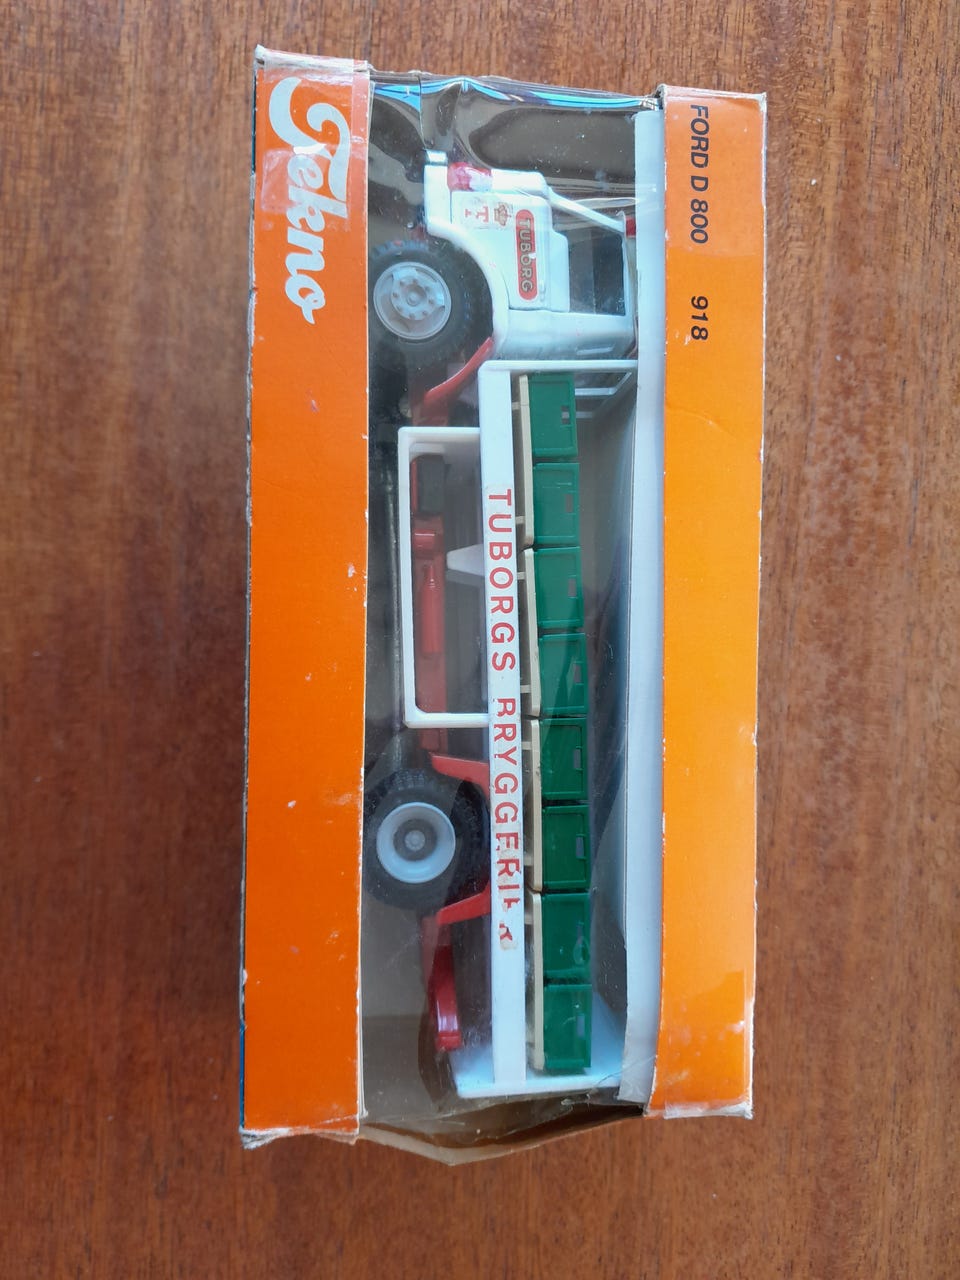 FORD D 800 918
T TUBORG
TUBORGS BRYGGERIER
Tekno